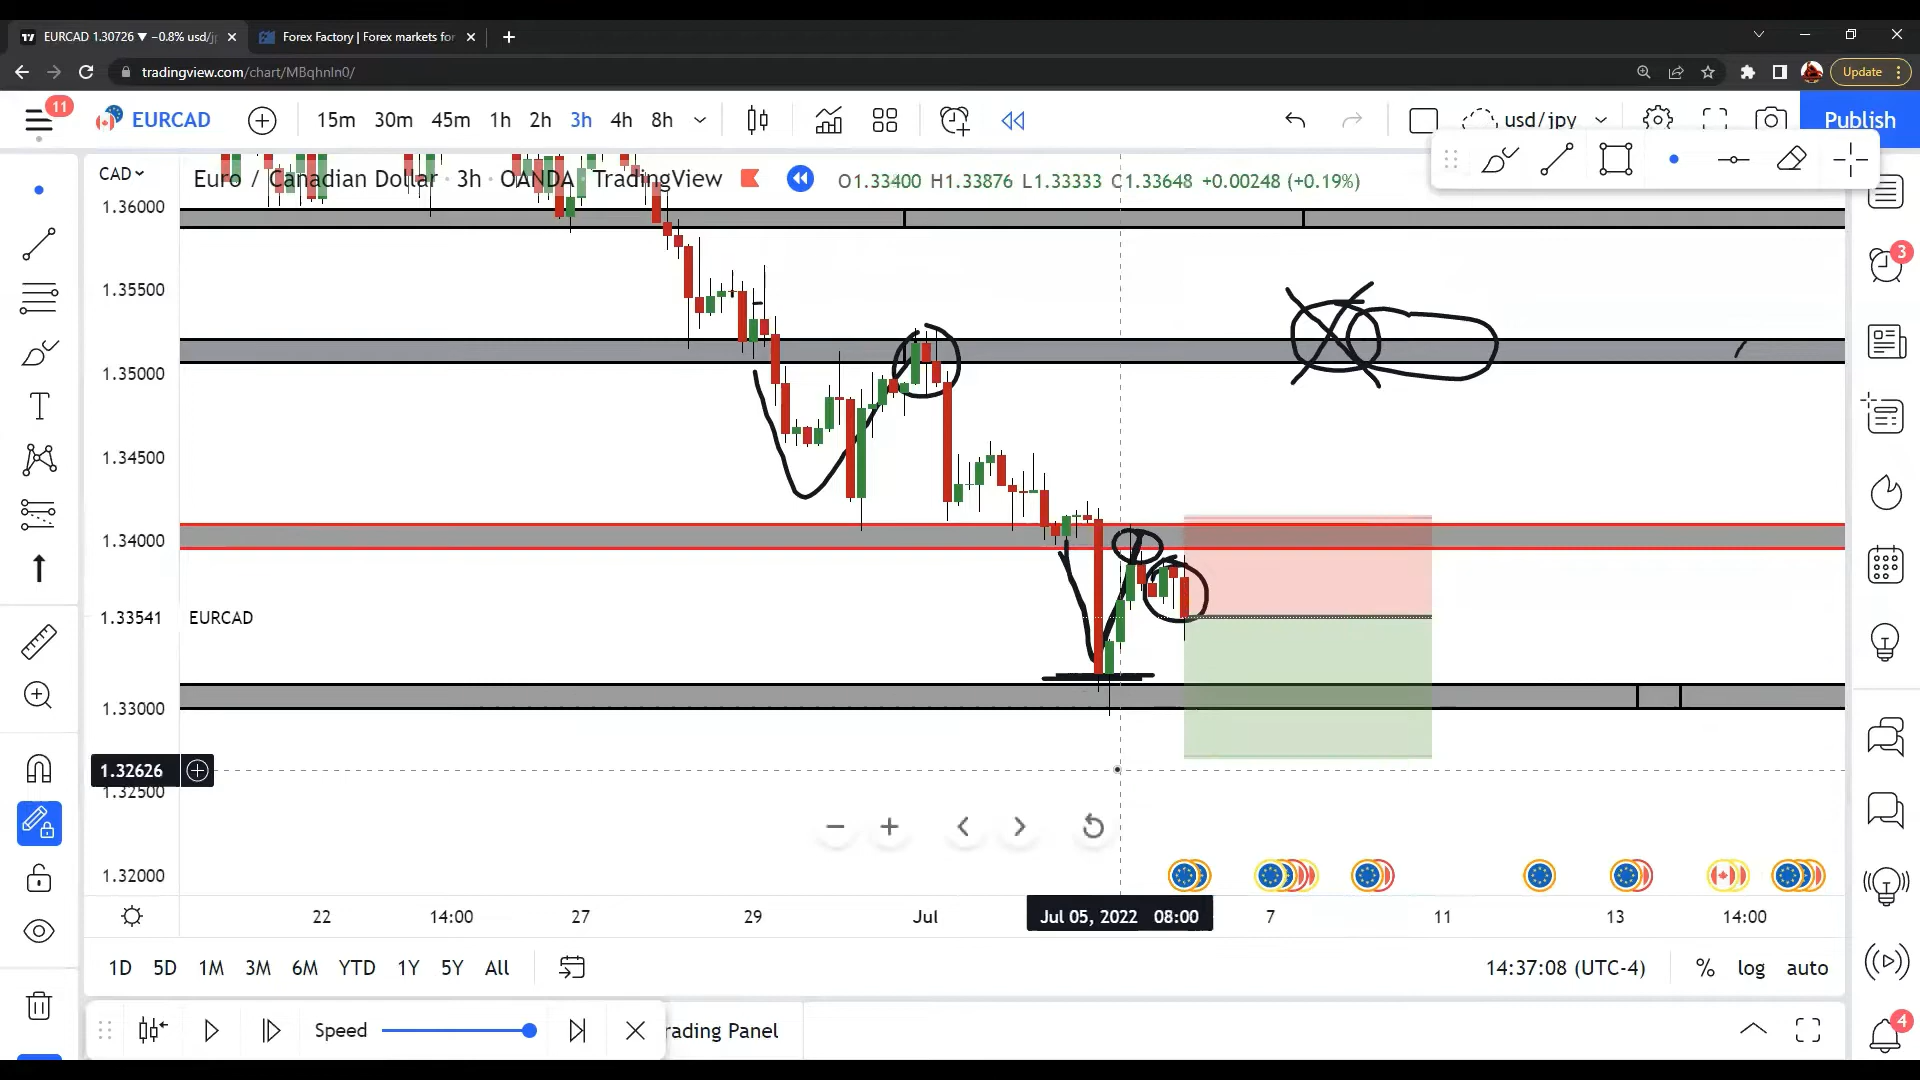 EURCAD 1.30726 ▼ −0.8% usd/j
Forex Factory | Forex markets for
tradingview.com/chart/MBqhnln0/
Update
11
EURCAD
15m 30m 45m 1h 2h 3h 4h 8h
usd/jpy
Publish
CAD
Euro / Canadian Dollar · 3h · OANDA · TradingView
O1.33400 H1.33876 L1.33333 C1.33648 +0.00248 (+0.19%)
1.36000
3
1.35500
1.35000
1.34500
1.34000
1.33541 EURCAD
1.33000
1.32626
1.32500
1.32000
22 14:00 27 29 Jul Jul 05, 2022 08:00 7 11 13 14:00
1D 5D 1M 3M 6M YTD 1Y 5Y All
14:37:08 (UTC-4) % log auto
Speed
rading Panel
4